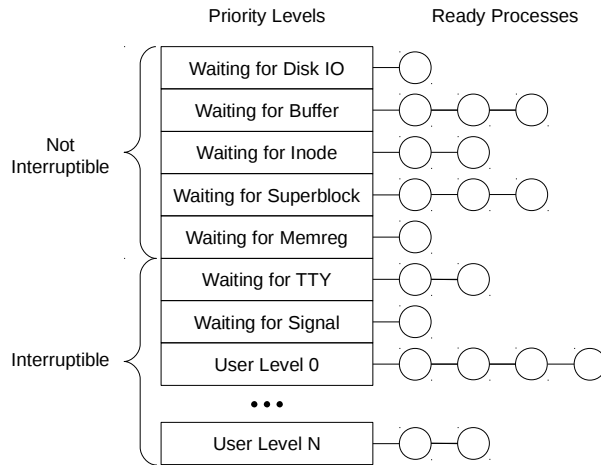 Priority Levels
Ready Processes
Waiting for Disk IO
Waiting for Buffer
Not
Interruptible
Waiting for Inode
Waiting for Superblock
Waiting for Memreg
Waiting for TTY
Waiting for Signal
Interruptible
User Level 0
•••
User Level N